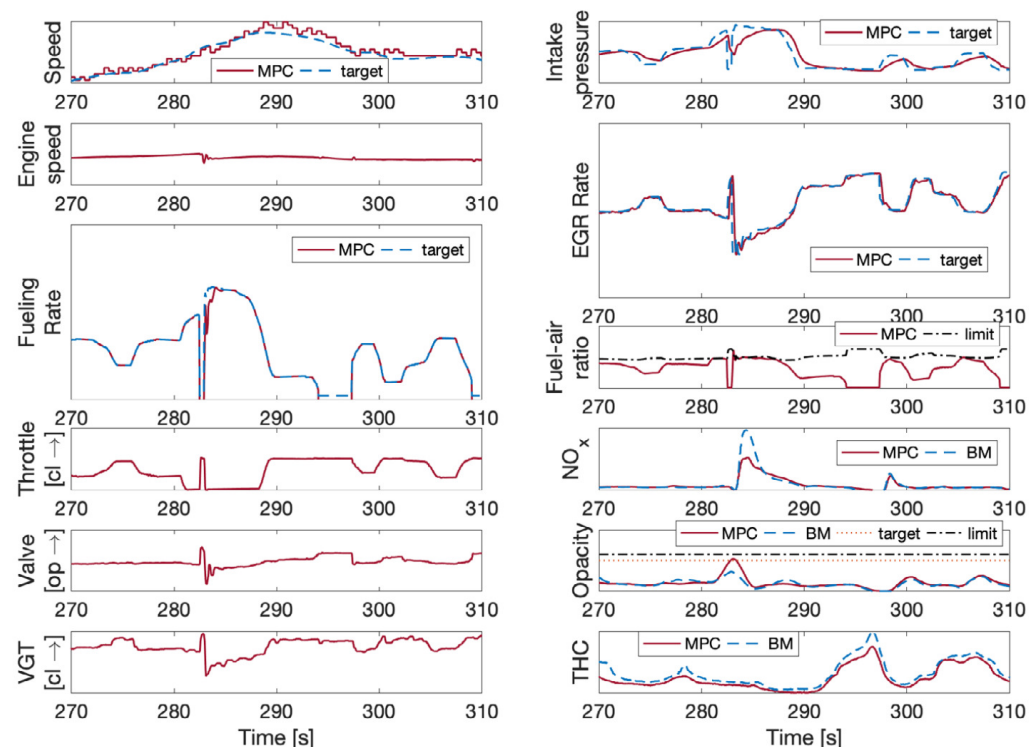 Speed
MPC target
270 280 290 300 310
Engine
speed
270 280 290 300 310
Fueling
Rate
MPC target
270 280 290 300 310
Throttle
[cl →]
270 280 290 300 310
Valve
[op →]
270 280 290 300 310
VGT
[cl →]
270 280 290 300 310
Time [s]
Intake
pressure
MPC target
270 280 290 300 310
EGR Rate
MPC target
270 280 290 300 310
Fuel-air
ratio
MPC limit
270 280 290 300 310
NOx
MPC BM
270 280 290 300 310
Opacity
MPC BM target limit
270 280 290 300 310
THC
MPC BM
270 280 290 300 310
Time [s]